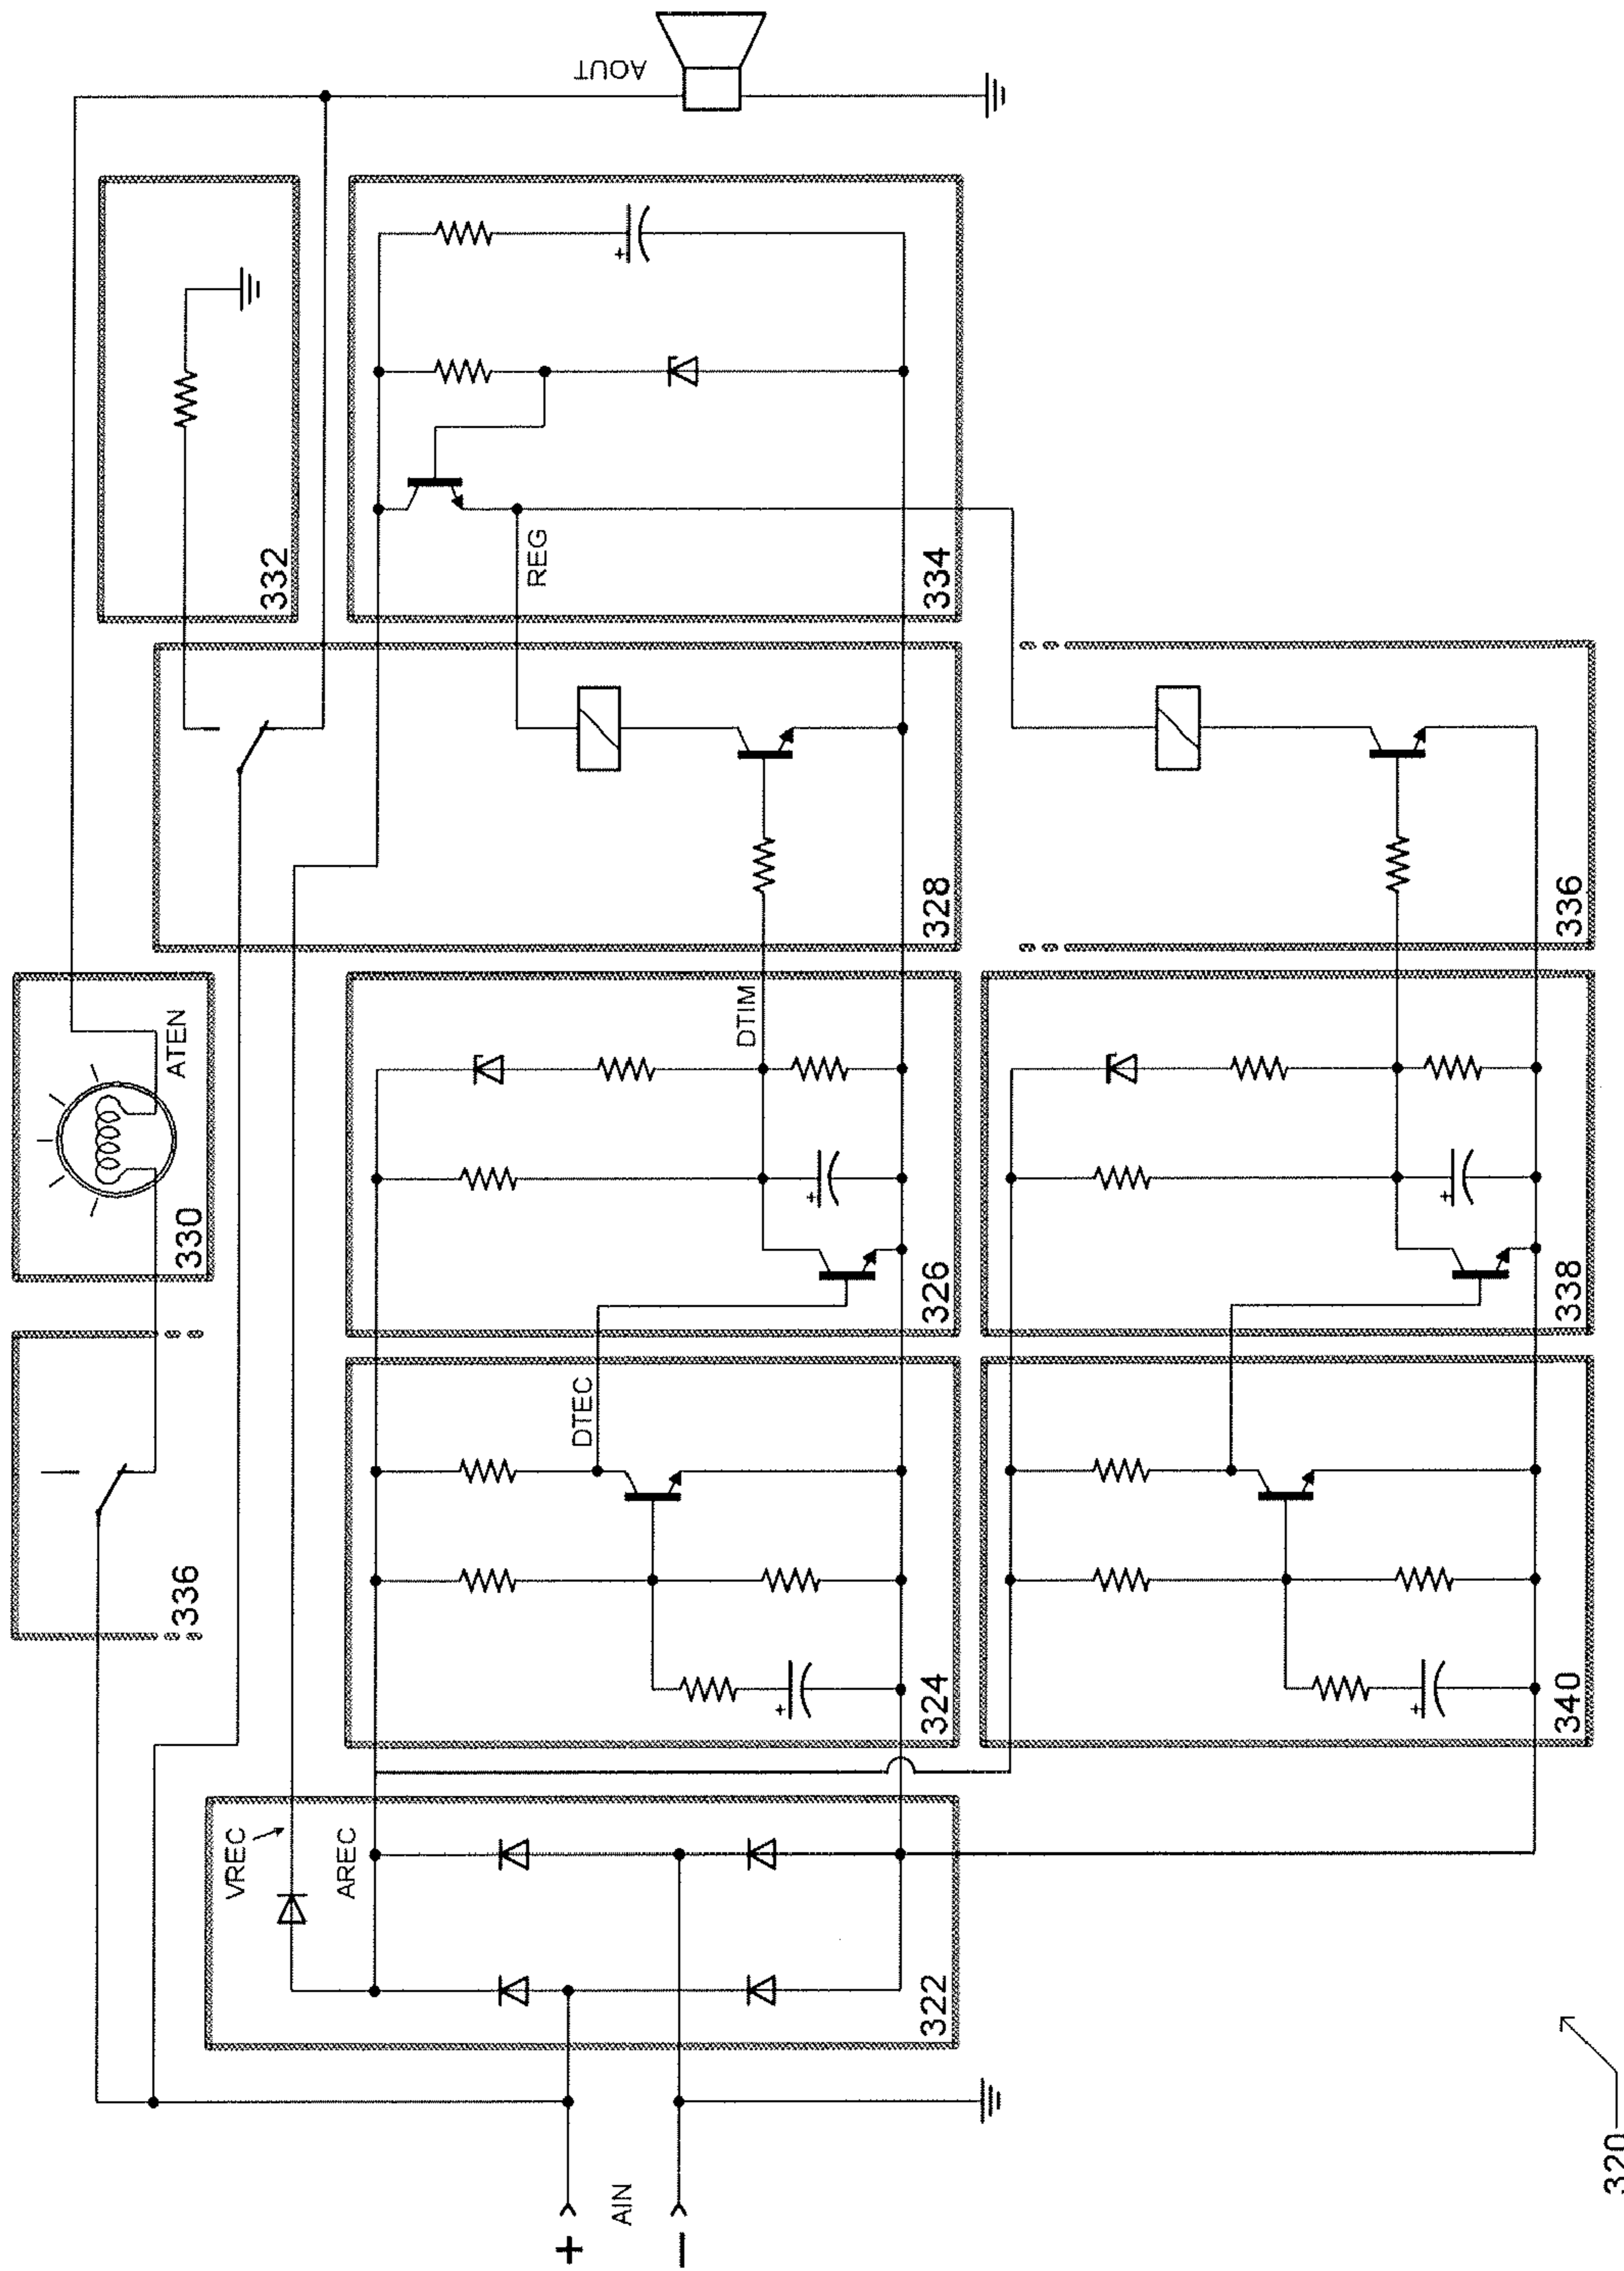 AOUT
332
REG
334
328
336
ATEN
330
DTIM
326
338
336
DTEC
324
340
VREC
AREC
322
+
AIN
−
320
+
+
+
+
+